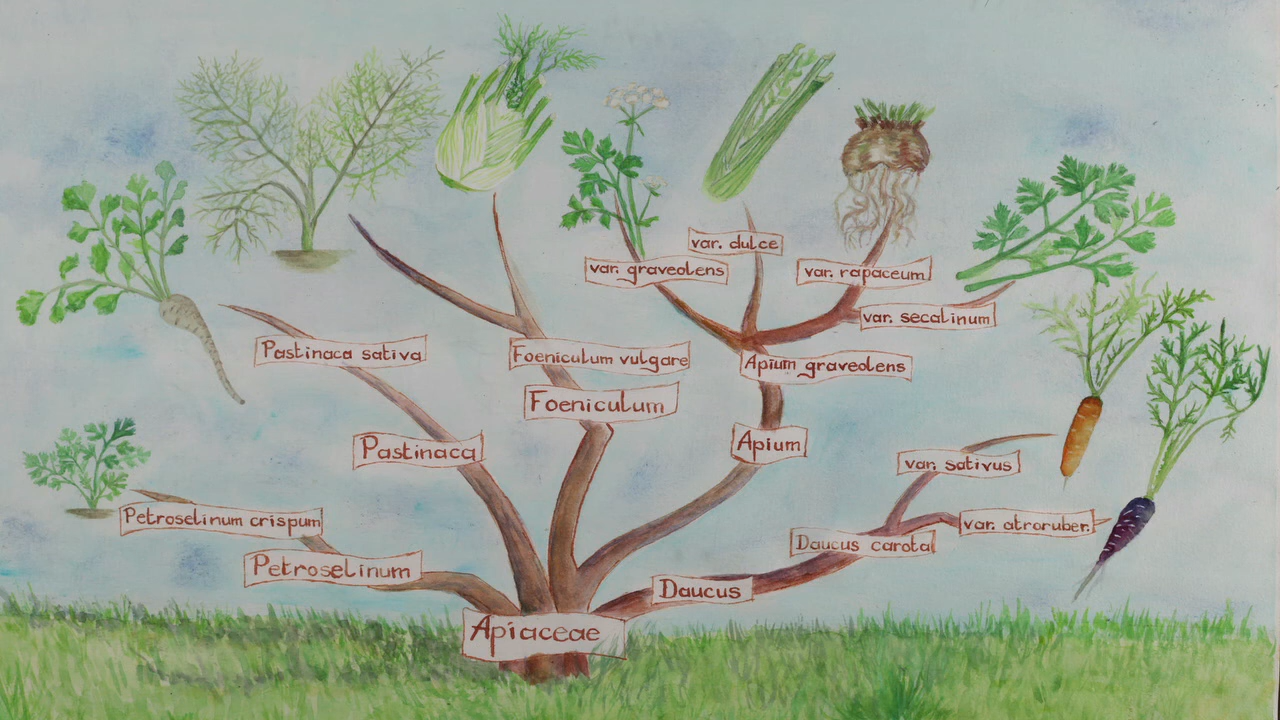 var. dulce
var. graveolens
var. rapaceum
var. secalinum
Pastinaca sativa
Foeniculum vulgare
Apium graveolens
Foeniculum
Pastinaca
Apium
var. sativus
Petroselinum crispum
var. atroruber.
Daucus carota
Petroselinum
Daucus
Apiaceae